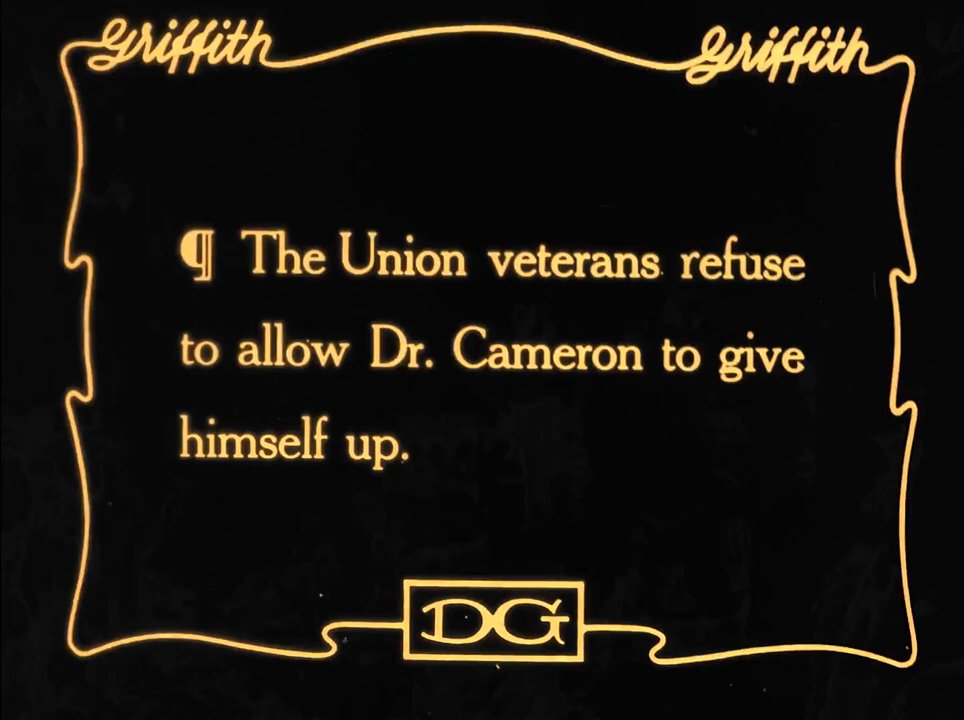 Griffith Griffith
¶ The Union veterans refuse
to allow Dr. Cameron to give
himself up.
DG